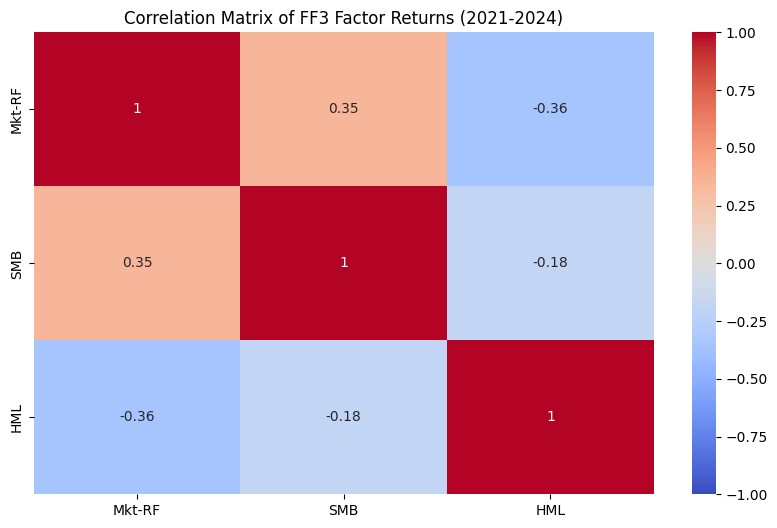 Correlation Matrix of FF3 Factor Returns (2021-2024)
Mkt-RF 1 0.35 -0.36
SMB 0.35 1 -0.18
HML -0.36 -0.18 1
Mkt-RF SMB HML
1.00
0.75
0.50
0.25
0.00
−0.25
−0.50
−0.75
−1.00